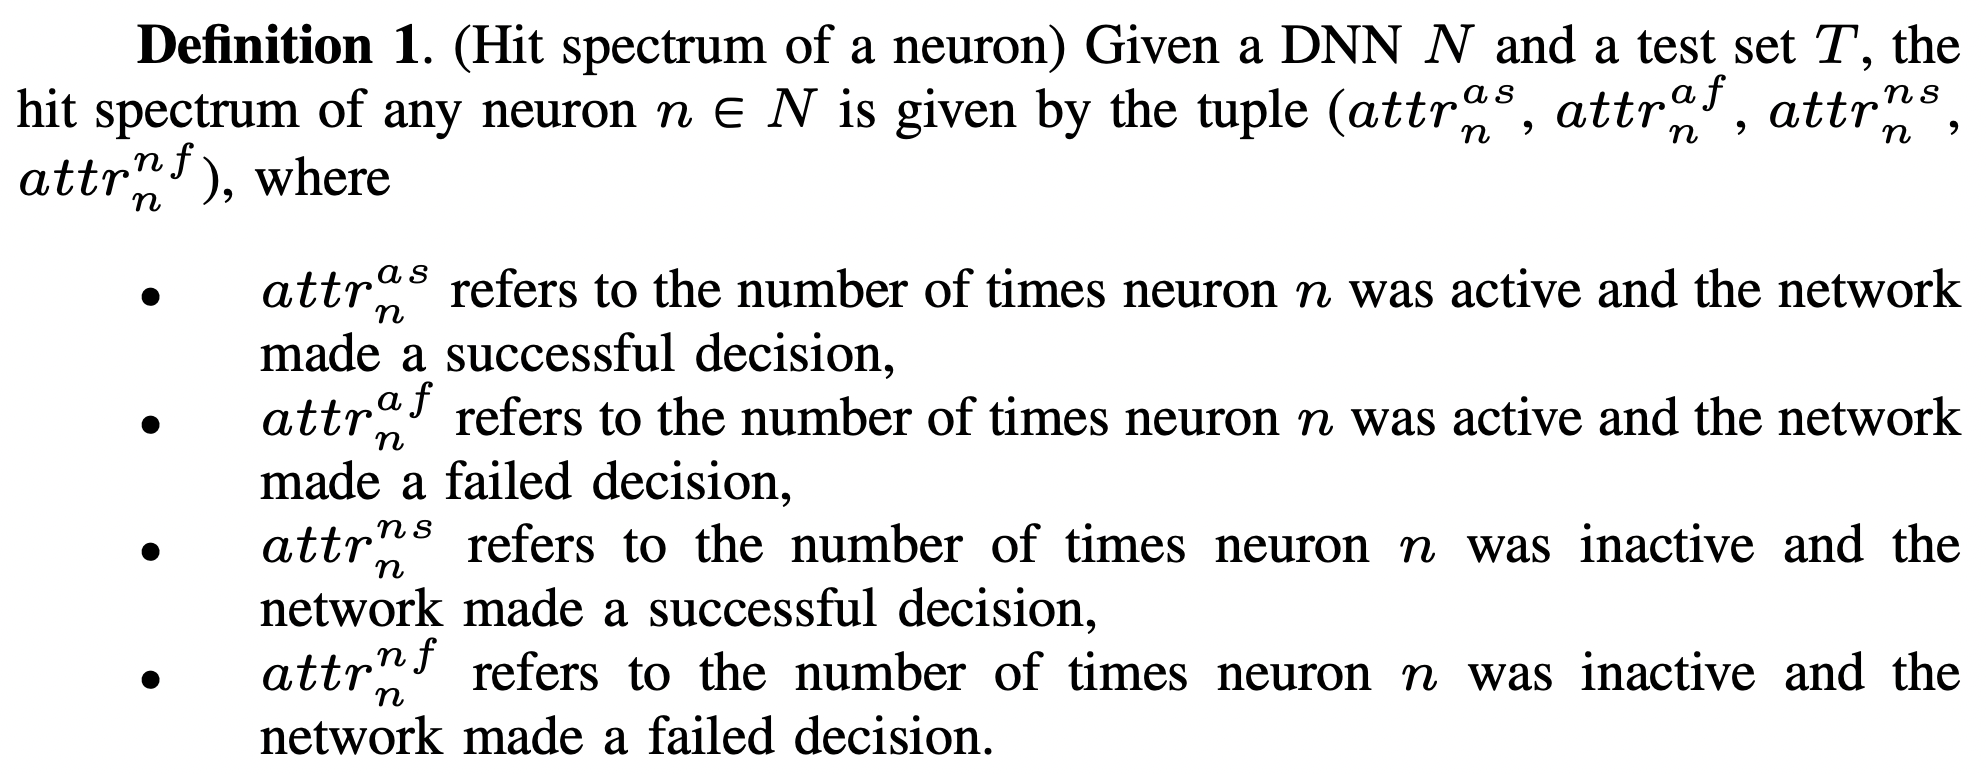 Definition 1. (Hit spectrum of a neuron) Given a DNN $N$ and a test set $T$, the
hit spectrum of any neuron $n \in N$ is given by the tuple ($attr_n^{as}$, $attr_n^{af}$, $attr_n^{ns}$,
$attr_n^{nf}$), where
• $attr_n^{as}$ refers to the number of times neuron $n$ was active and the network
made a successful decision,
• $attr_n^{af}$ refers to the number of times neuron $n$ was active and the network
made a failed decision,
• $attr_n^{ns}$ refers to the number of times neuron $n$ was inactive and the
network made a successful decision,
• $attr_n^{nf}$ refers to the number of times neuron $n$ was inactive and the
network made a failed decision.